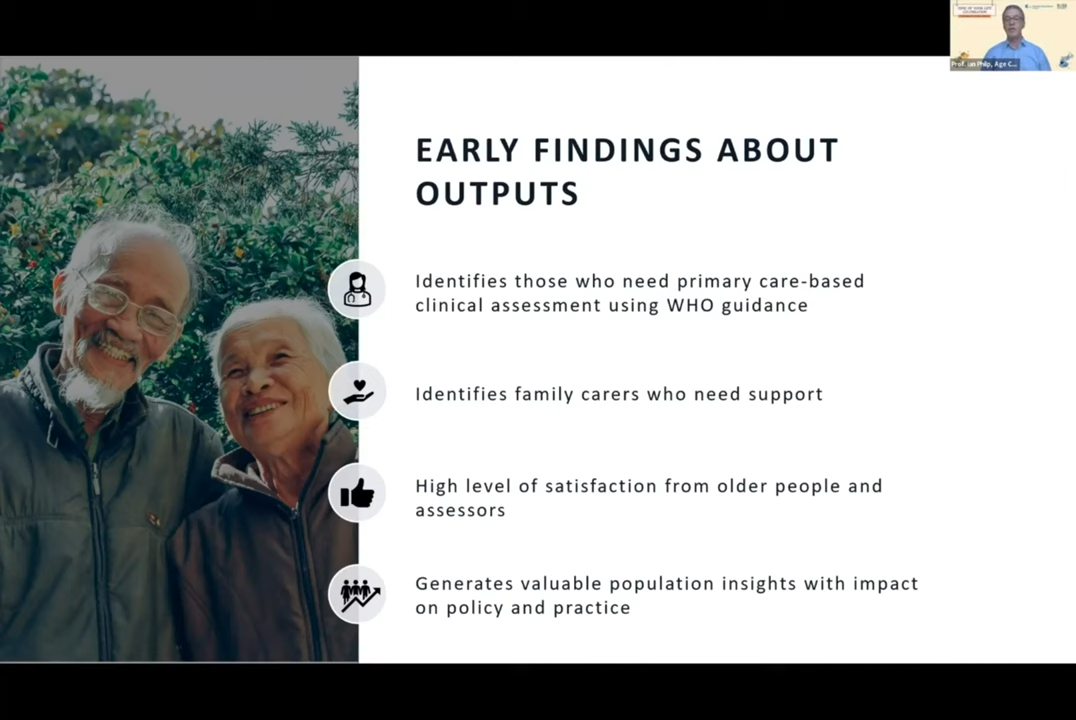 EARLY FINDINGS ABOUT
OUTPUTS
Identifies those who need primary care-based
clinical assessment using WHO guidance
Identifies family carers who need support
High level of satisfaction from older people and
assessors
Generates valuable population insights with impact
on policy and practice
Prof. Ian Philp, Age C...